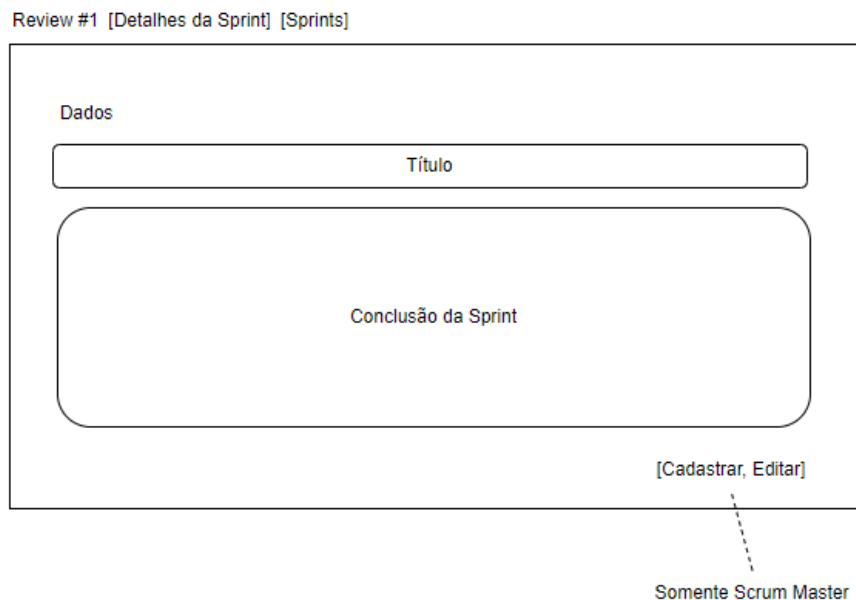 Review #1 [Detalhes da Sprint] [Sprints]
Dados
Título
Conclusão da Sprint
[Cadastrar, Editar]
Somente Scrum Master